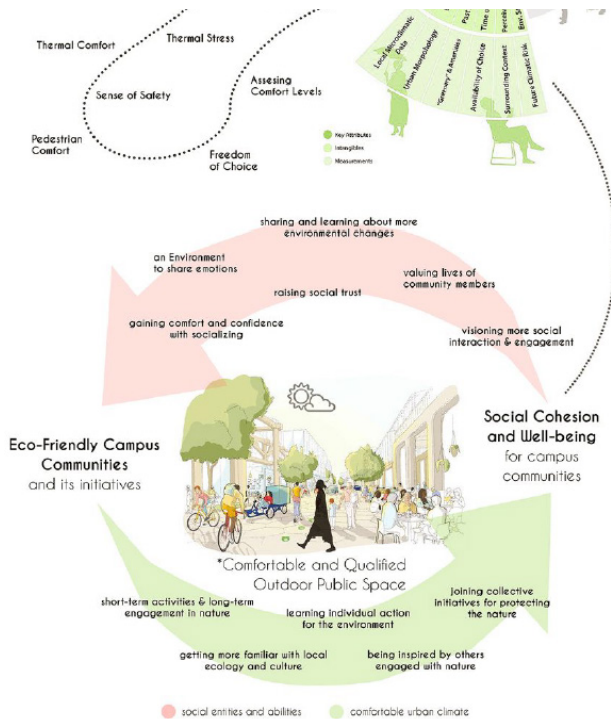 Past
Time o
Perceive
Env. S
Local Microclimatic
Data
Urban Morphology
"Greenery" & Amenities
Availability of Choice
Surrounding Context
Future Climatic Risk
Thermal Comfort
Thermal Stress
Assesing
Comfort Levels
Sense of Safety
Pedestrian
Comfort
Freedom
of Choice
Key Attributes
Intangibles
Measurements
sharing and learning about more
environmental changes
an Environment
to share emotions
valuing lives of
community members
raising social trust
gaining comfort and confidence
with socializing
visioning more social
interaction & engagement
Eco-Friendly Campus
Communities
and its initiatives
Social Cohesion
and Well-being
for campus
communities
*Comfortable and Qualified
Outdoor Public Space
short-term activities & long-term
engagement in nature
learning individual action
for the environment
joining collective
initiatives for protecting
the nature
getting more familiar with local
ecology and culture
being inspired by others
engaged with nature
social entities and abilities
comfortable urban climate